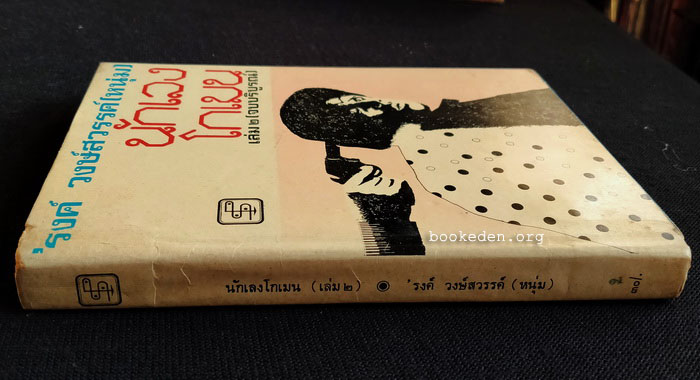 'รงค์ วงษ์สวรรค์(หนุ่ม)
นักเลง
โกเมน
เล่ม๒(จบบริบูรณ์)
bookeden.org
นักเลงโกเมน (เล่ม ๒) ◉ 'รงค์ วงษ์สวรรค์ (หนุ่ม)